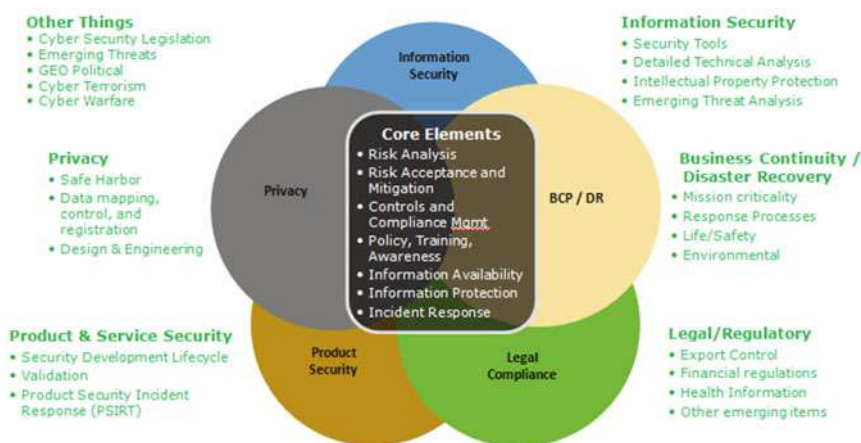 Other Things
• Cyber Security Legislation
• Emerging Threats
• GEO Political
• Cyber Terrorism
• Cyber Warfare
Information
Security
Information Security
• Security Tools
• Detailed Technical Analysis
• Intellectual Property Protection
• Emerging Threat Analysis
Privacy
• Safe Harbor
• Data mapping,
control, and
registration
• Design & Engineering
Privacy
Core Elements
• Risk Analysis
• Risk Acceptance and
Mitigation
• Controls and
Compliance Mgmt
• Policy, Training,
Awareness
• Information Availability
• Information Protection
• Incident Response
BCP / DR
Business Continuity /
Disaster Recovery
• Mission criticality
• Response Processes
• Life/Safety
• Environmental
Product & Service Security
• Security Development Lifecycle
• Validation
• Product Security Incident
Response (PSIRT)
Product
Security
Legal
Compliance
Legal/Regulatory
• Export Control
• Financial regulations
• Health Information
• Other emerging items